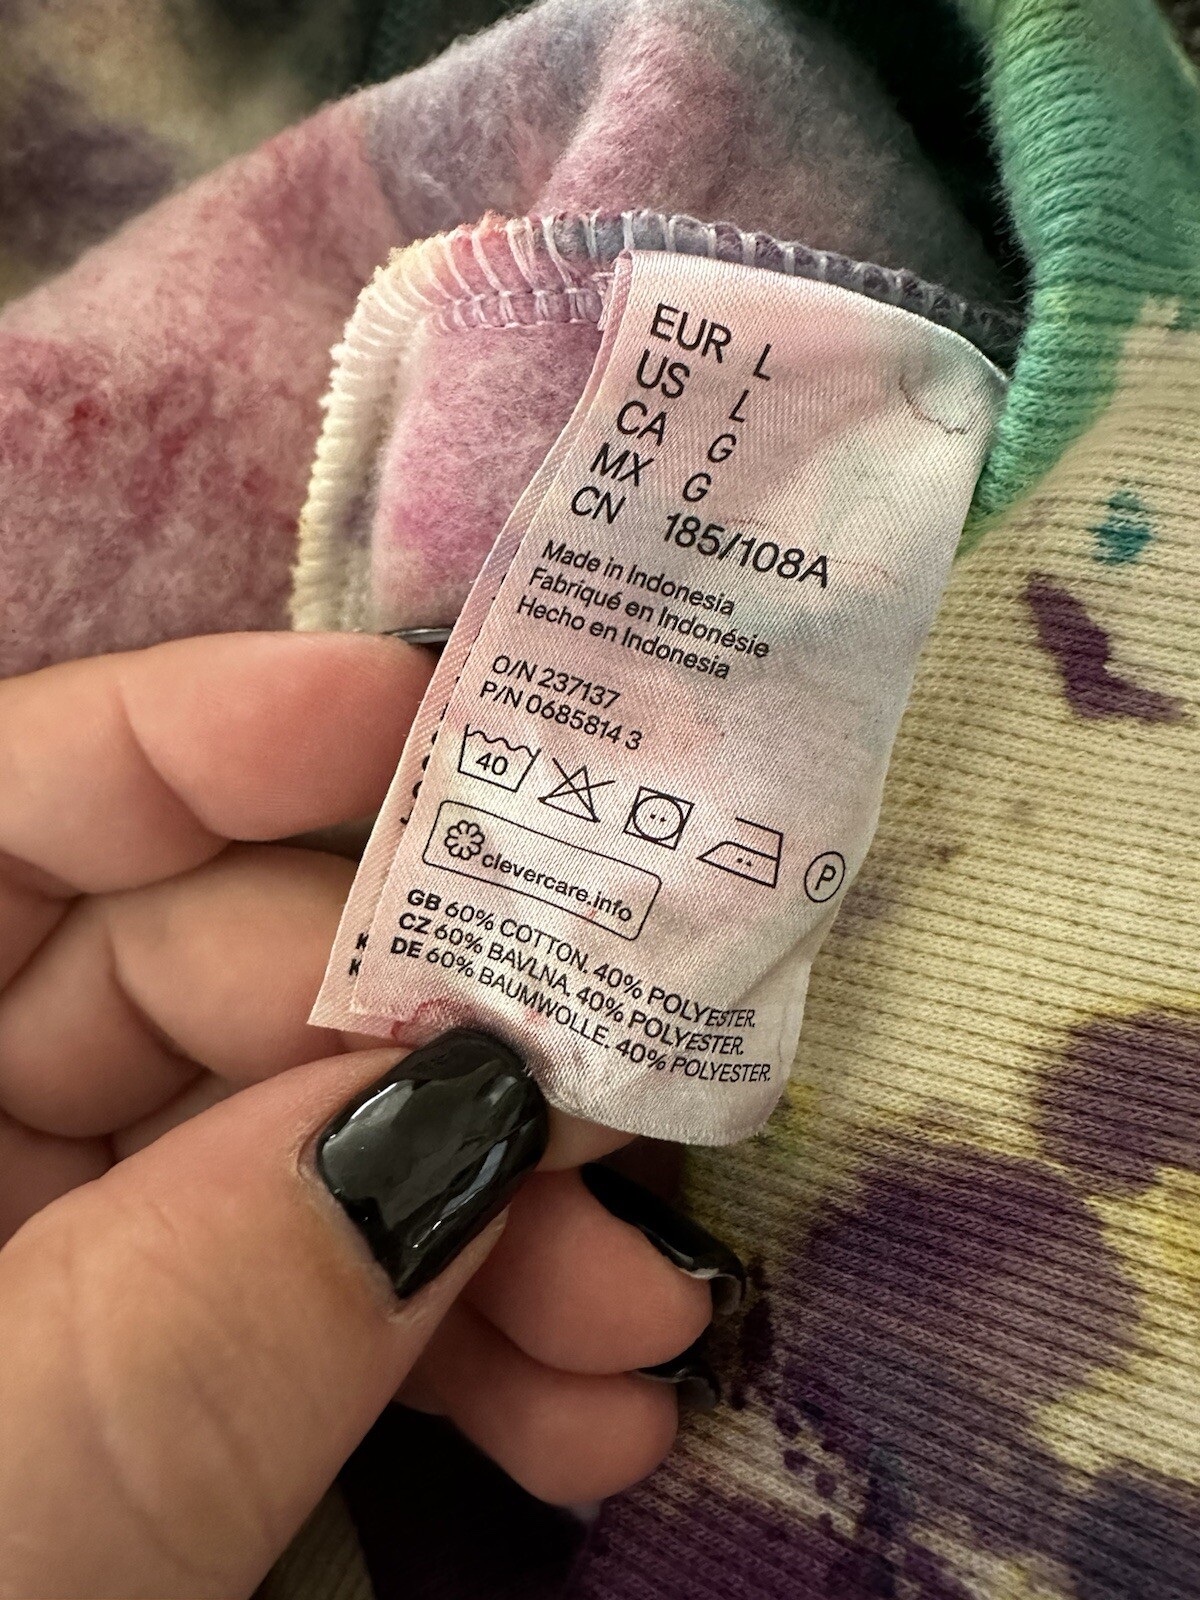 EUR L
US L
CA G
MX G
CN 185/108A
Made in Indonesia
Fabriqué en Indonésie
Hecho en Indonesia
O/N 237137
P/N 0685814 3
40
P
clevercare.info
GB 60% COTTON. 40% POLYESTER.
CZ 60% BAVLNA. 40% POLYESTER.
DE 60% BAUMWOLLE. 40% POLYESTER.
K
K